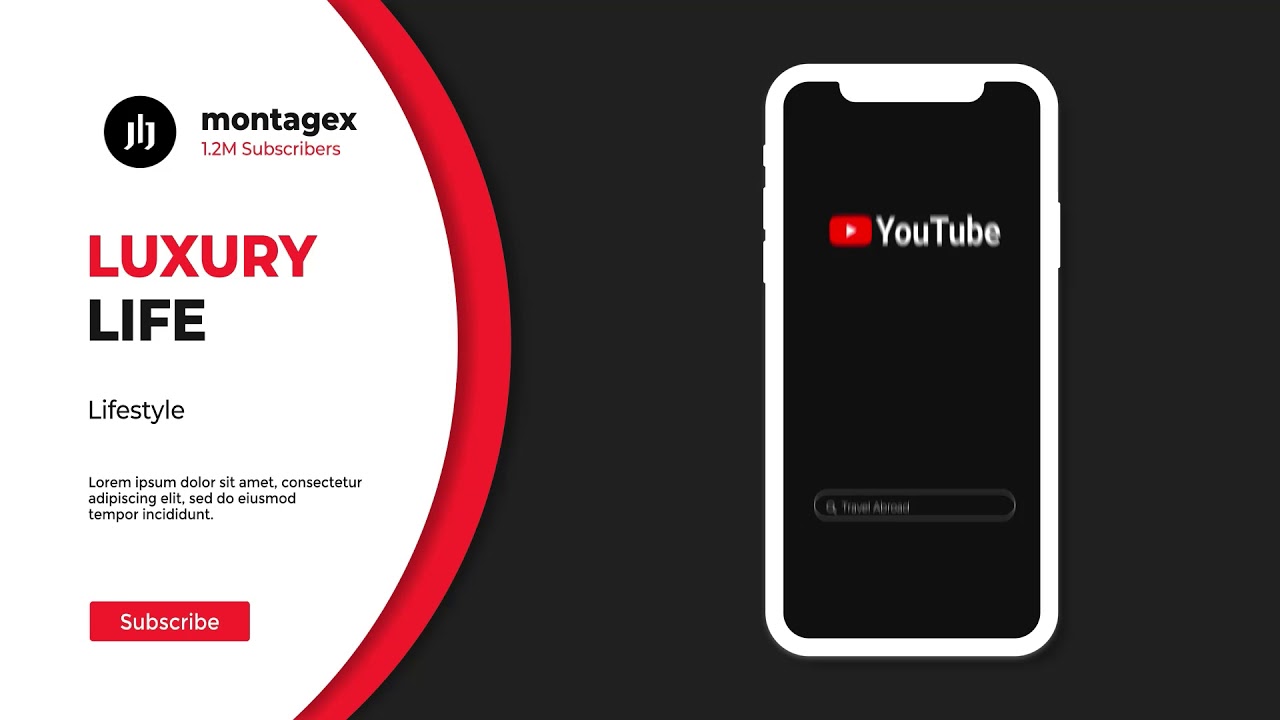 montagex
1.2M Subscribers
LUXURY
LIFE
Lifestyle
Lorem ipsum dolor sit amet, consectetur
adipiscing elit, sed do eiusmod
tempor incididunt.
Subscribe
YouTube
Travel Abroad